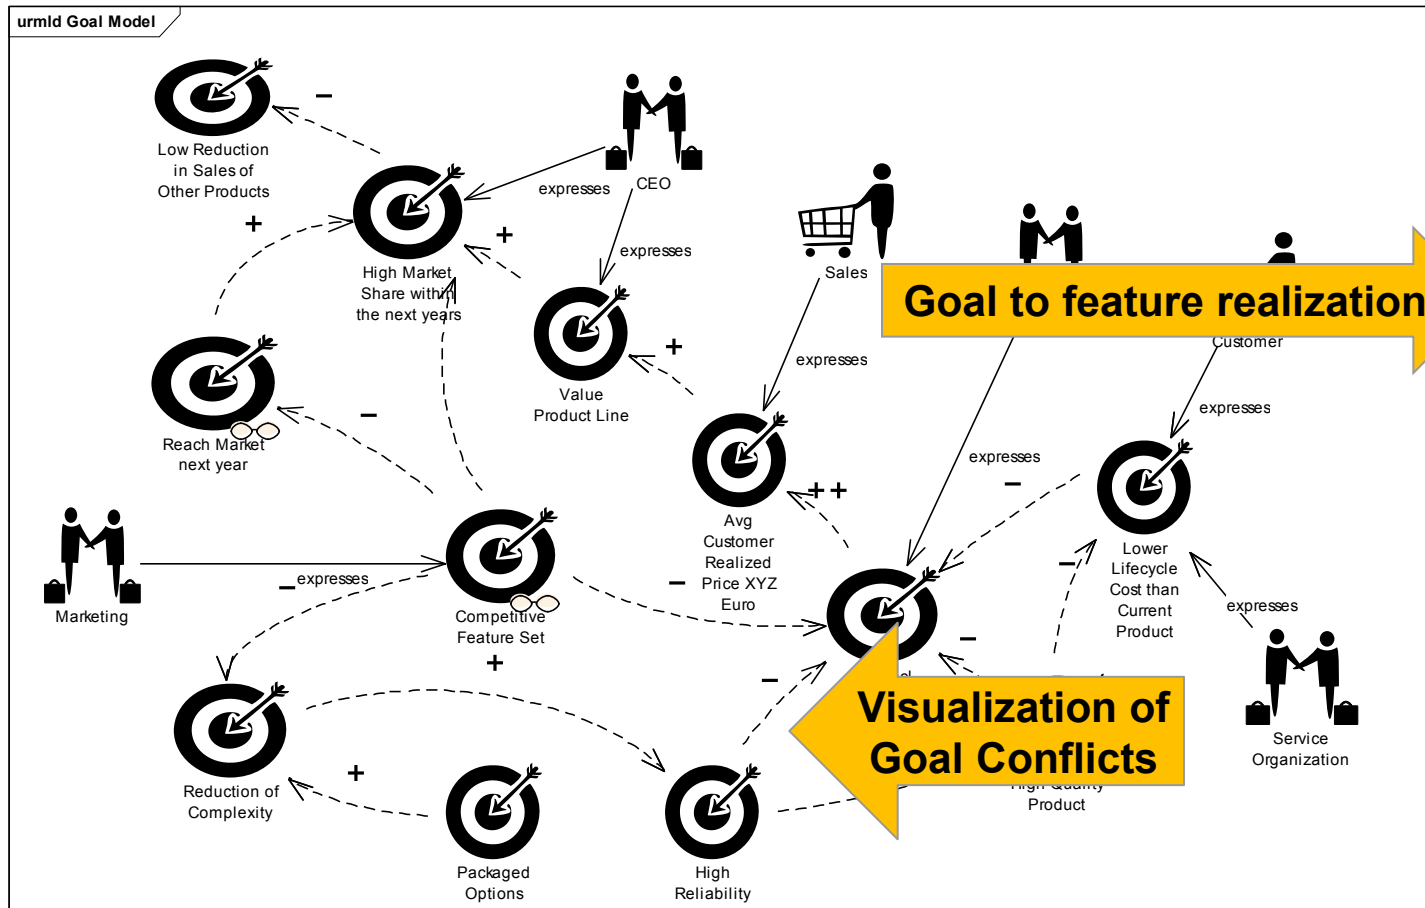 urmld Goal Model
Low Reduction
in Sales of
Other Products
−
expresses
CEO
+
High Market
Share within
the next years
+
expresses
Sales
Goal to feature realization
Customer
Value
Product Line
+
expresses
expresses
Reach Market
next year
−
expresses
−
++
Avg
Customer
Realized
Price XYZ
Euro
Lower
Lifecycle
Cost than
Current
Product
−
expresses
Marketing
expresses
−
Competitive
Feature Set
−
−
+
−
Visualization of
Goal Conflicts
Service
Organization
Reduction of
Complexity
+
Packaged
Options
High
Reliability
High Quality
Product